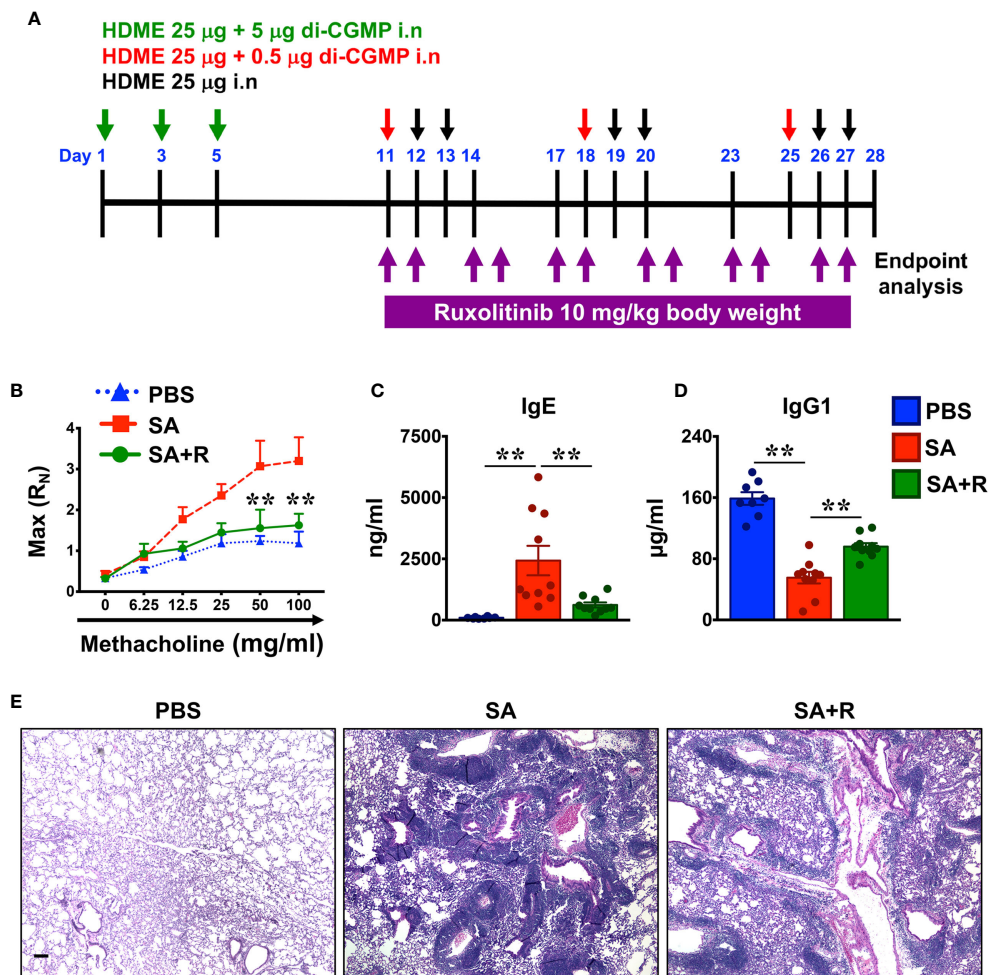 A
HDME 25 μg + 5 μg di-CGMP i.n
HDME 25 μg + 0.5 μg di-CGMP i.n
HDME 25 μg i.n
Day 1 3 5 11 12 13 14 17 18 19 20 23 25 26 27 28
Endpoint
analysis
Ruxolitinib 10 mg/kg body weight
B
PBS
SA
SA+R
Max (RN)
4
3
2
1
0
** **
0 6.25 12.5 25 50 100
Methacholine (mg/ml)
C
IgE
ng/ml
7500
5000
2500
0
** **
D
IgG1
μg/ml
240
160
80
0
**
**
PBS
SA
SA+R
E
PBS SA SA+R